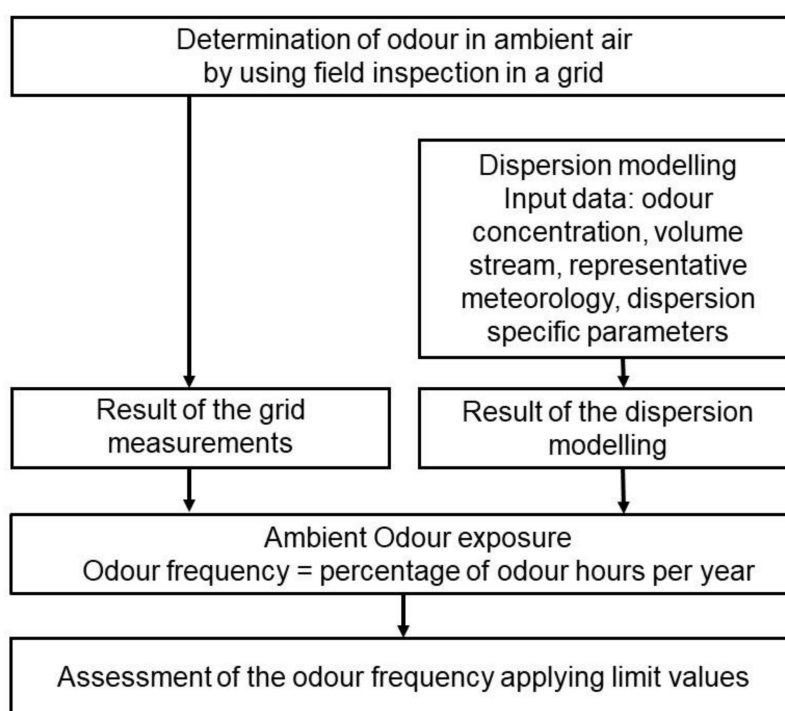 Determination of odour in ambient air
by using field inspection in a grid
Dispersion modelling
Input data: odour
concentration, volume
stream, representative
meteorology, dispersion
specific parameters
Result of the grid
measurements
Result of the dispersion
modelling
Ambient Odour exposure
Odour frequency = percentage of odour hours per year
Assessment of the odour frequency applying limit values